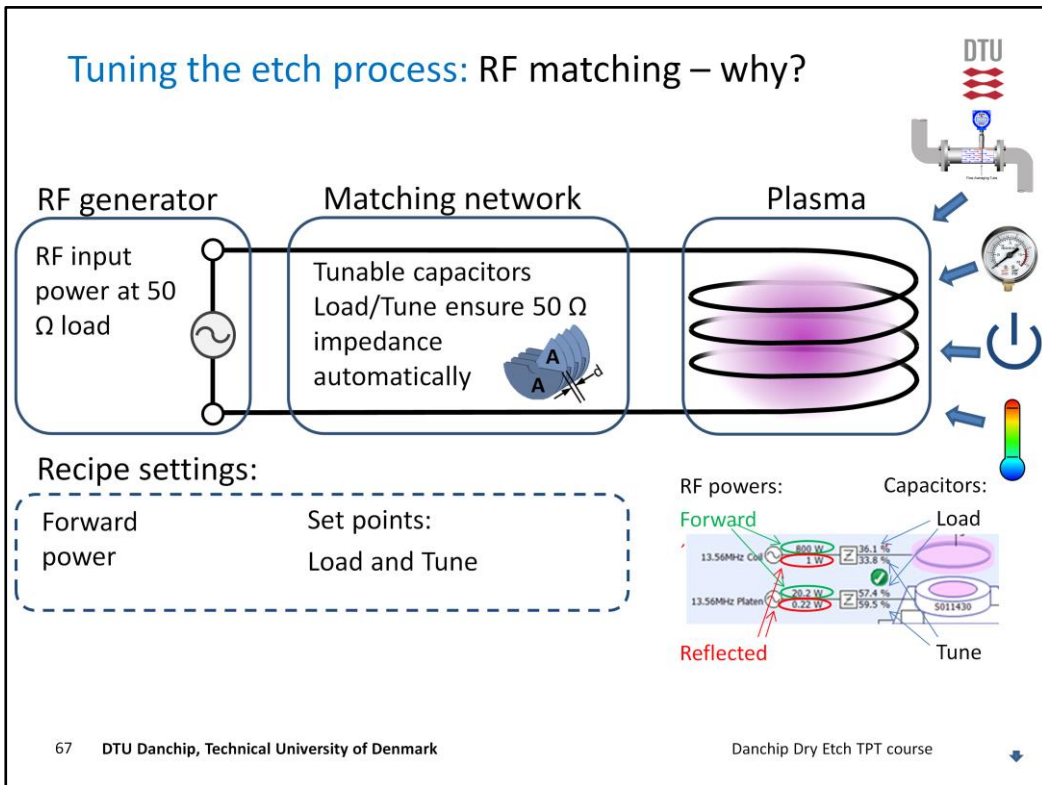 Tuning the etch process: RF matching – why?
DTU
RF generator
Matching network
Plasma
RF input
power at 50
Ω load
Tunable capacitors
Load/Tune ensure 50 Ω
impedance
automatically
A
A
d
Recipe settings:
Forward
power
Set points:
Load and Tune
RF powers:
Capacitors:
Forward
Load
13.56MHz Coil
800 W
1 W
Z
36.1 %
33.8 %
13.56MHz Platen
20.2 W
0.22 W
Z
57.4 %
59.5 %
S011430
Reflected
Tune
67
DTU Danchip, Technical University of Denmark
Danchip Dry Etch TPT course